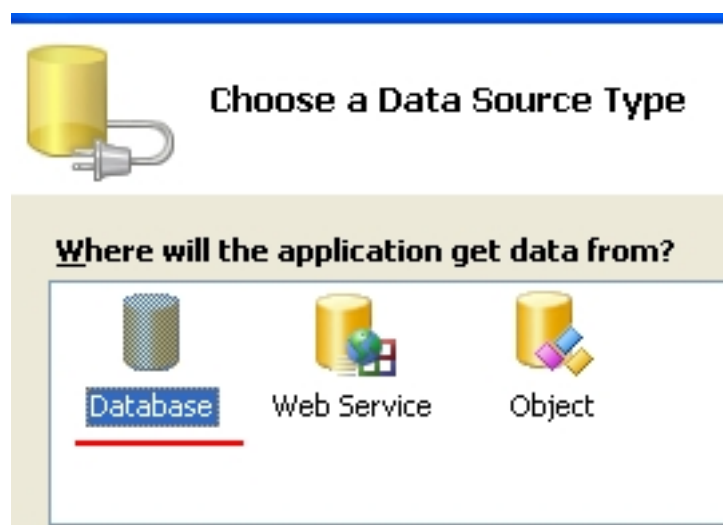 Choose a Data Source Type
Where will the application get data from?
Database Web Service Object